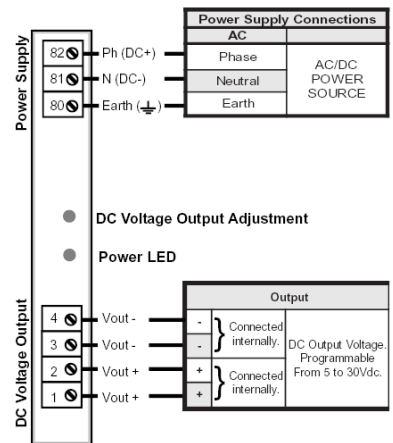 Power Supply Connections
AC
Power Supply
82 Ph (DC+) Phase
81 N (DC-) Neutral
80 Earth (⏚) Earth
AC/DC
POWER
SOURCE
DC Voltage Output Adjustment
Power LED
DC Voltage Output
Output
4 Vout - -
3 Vout - -
Connected
internally.
2 Vout + +
1 Vout + +
Connected
internally.
DC Output Voltage.
Programmable
From 5 to 30Vdc.